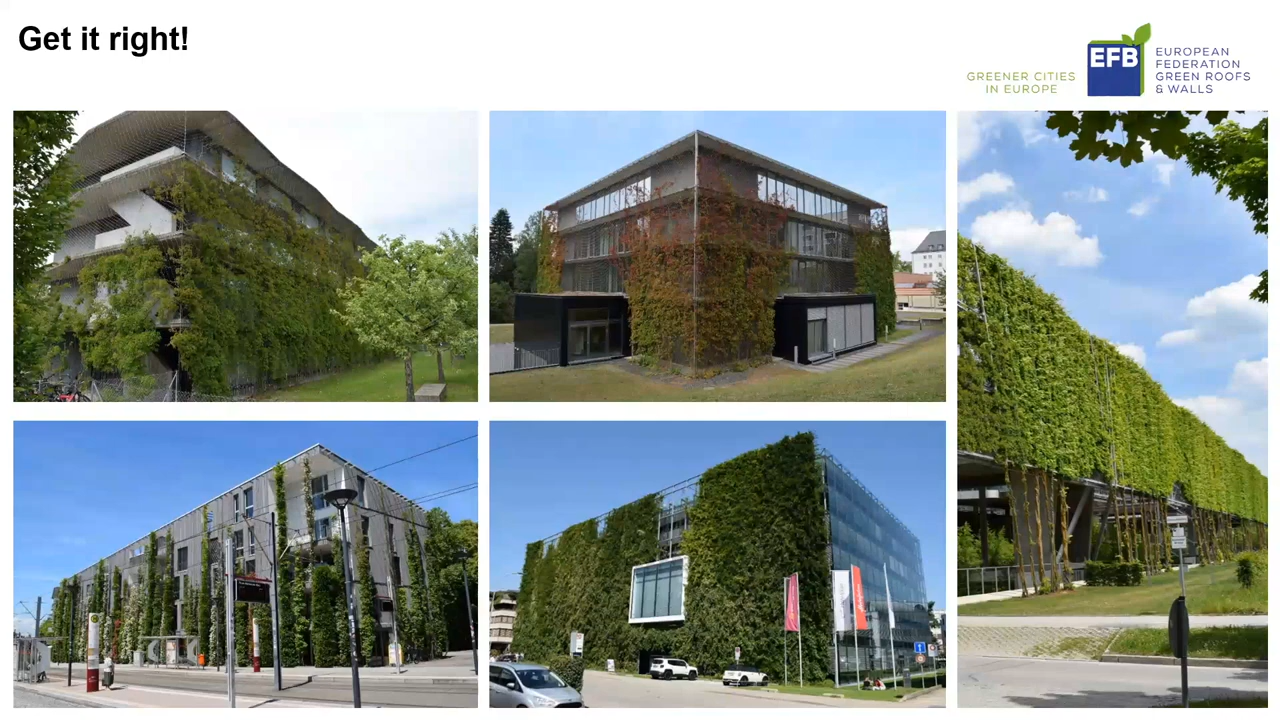 Get it right!
GREENER CITIES
IN EUROPE
EFB
EUROPEAN
FEDERATION
GREEN ROOFS
& WALLS